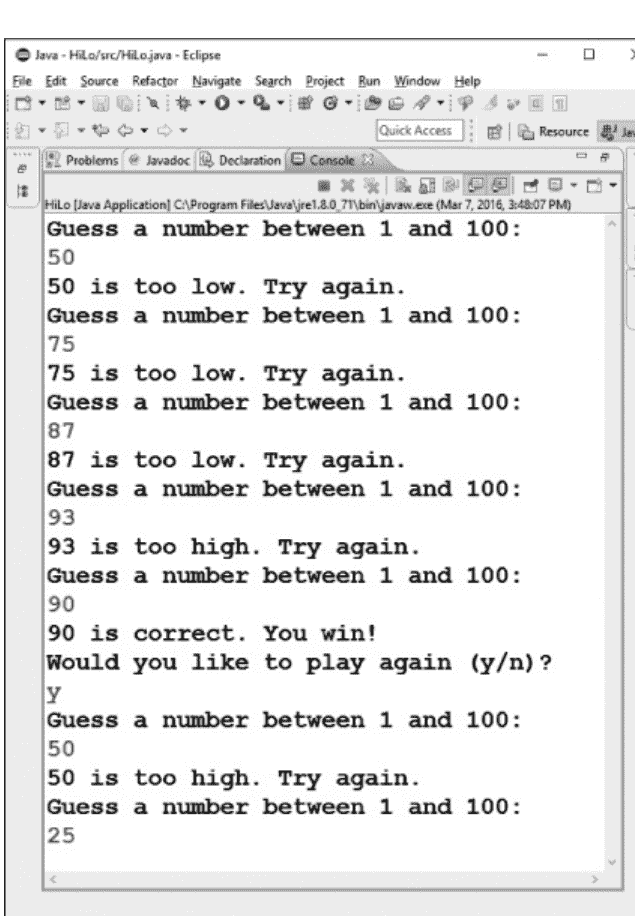 Java - HiLo/src/HiLo.java - Eclipse
File Edit Source Refactor Navigate Search Project Run Window Help
Quick Access Resource
Problems Javadoc Declaration Console
HiLo [Java Application] C:\Program Files\Java\jre1.8.0_71\bin\javaw.exe (Mar 7, 2016, 3:48:07 PM)
Guess a number between 1 and 100:
50
50 is too low. Try again.
Guess a number between 1 and 100:
75
75 is too low. Try again.
Guess a number between 1 and 100:
87
87 is too low. Try again.
Guess a number between 1 and 100:
93
93 is too high. Try again.
Guess a number between 1 and 100:
90
90 is correct. You win!
Would you like to play again (y/n)?
y
Guess a number between 1 and 100:
50
50 is too high. Try again.
Guess a number between 1 and 100:
25